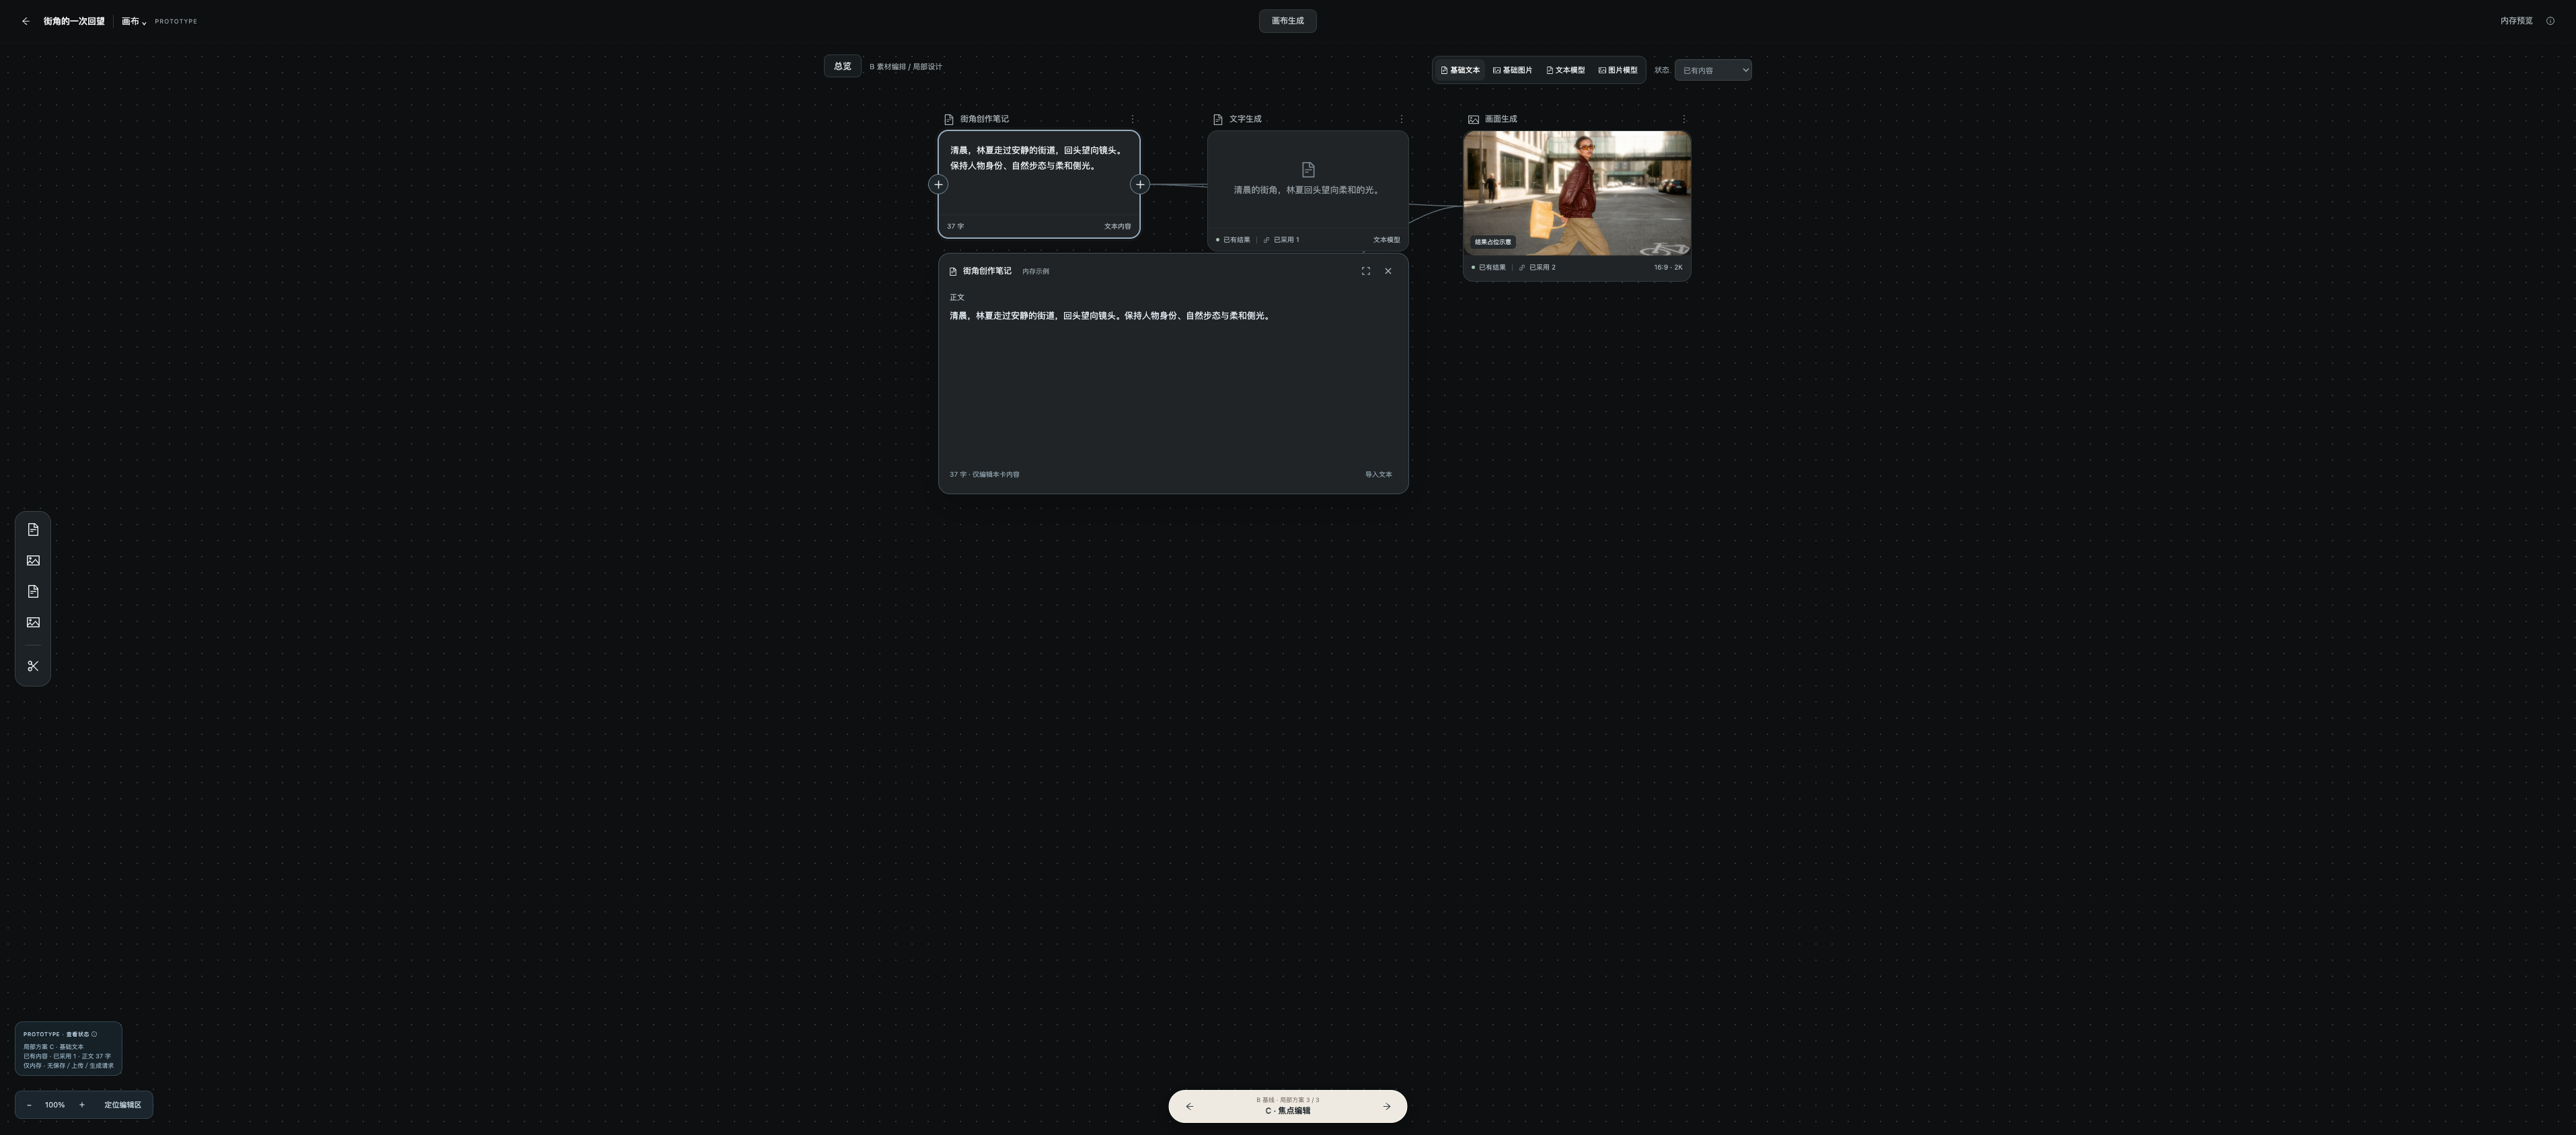 街角的一次回望
画布
PROTOTYPE
画布生成
内存预览
总览
B 素材编排 / 局部设计
基础文本
基础图片
文本模型
图片模型
状态
已有内容
街角创作笔记
清晨，林夏走过安静的街道，回头望向镜头。
保持人物身份、自然步态与柔和侧光。
37 字
文本内容
文字生成
清晨的街角，林夏回头望向柔和的光。
已有结果
已采用 1
文本模型
画面生成
结果占位示意
已有结果
已采用 2
16:9 · 2K
街角创作笔记
内存示例
正文
清晨，林夏走过安静的街道，回头望向镜头。保持人物身份、自然步态与柔和侧光。
37 字 · 仅编辑本卡内容
导入文本
PROTOTYPE · 查看状态
局部方案 C · 基础文本
已有内容 · 已采用 1 · 正文 37 字
仅内存 · 无保存 / 上传 / 生成请求
− 100% +
定位编辑区
B 基线 · 局部方案 3 / 3
C · 焦点编辑